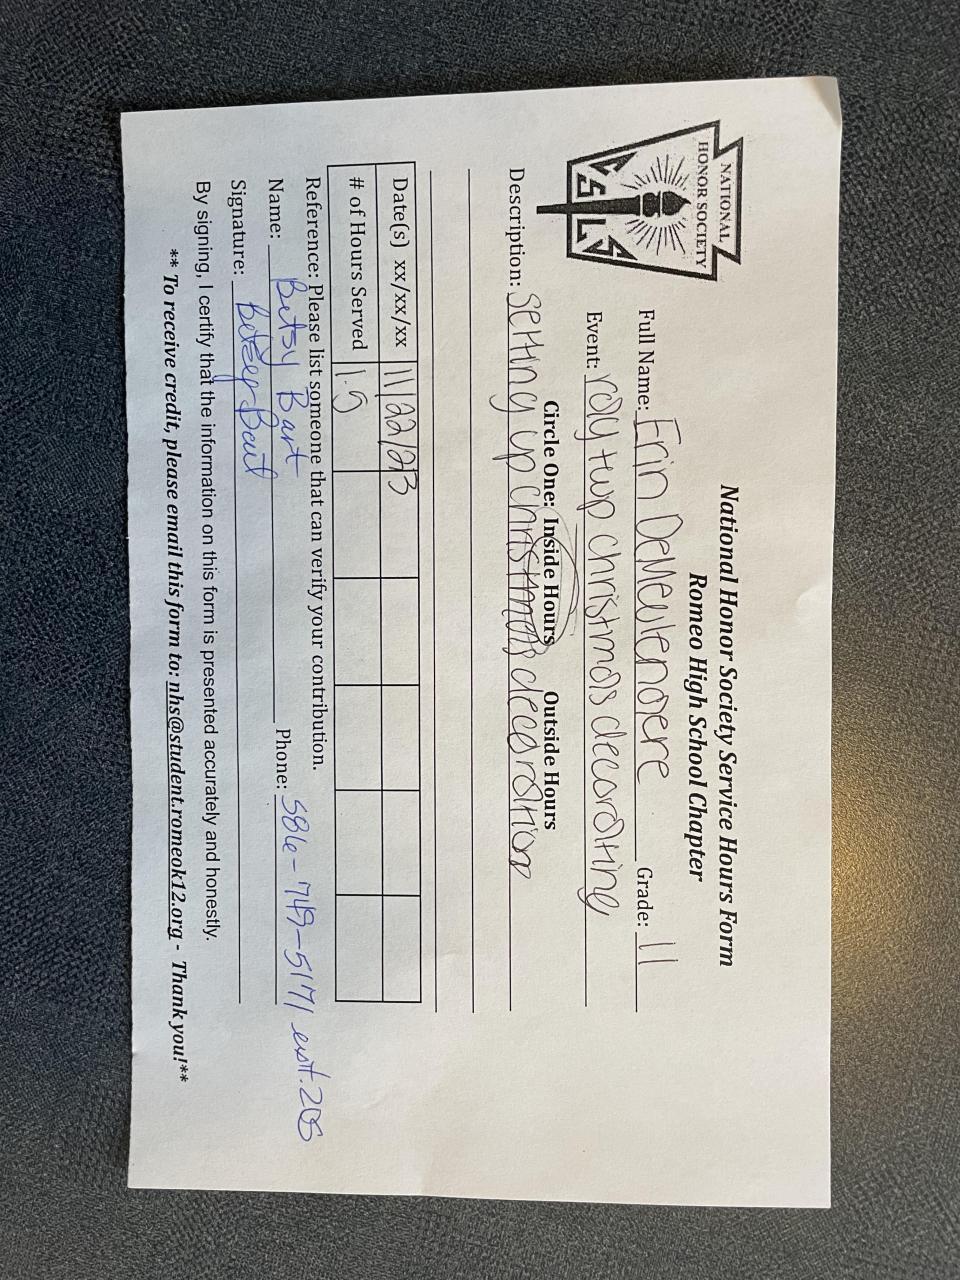 NATIONAL
HONOR SOCIETY
C S L S
National Honor Society Service Hours Form
Romeo High School Chapter
Full Name: Erin DeMeulenaere Grade: 11
Event: ray twp christmas decorating
Circle One: Inside Hours Outside Hours
Description: setting up christmas decorations
Date(s) xx/xx/xx 11/22/23
# of Hours Served 1.5
Reference: Please list someone that can verify your contribution.
Name: Betsy Bart Phone: 586-749-5171 ext. 205
Signature: Betsy Bart
By signing, I certify that the information on this form is presented accurately and honestly.
** To receive credit, please email this form to: nhs@student.romeok12.org - Thank you!**